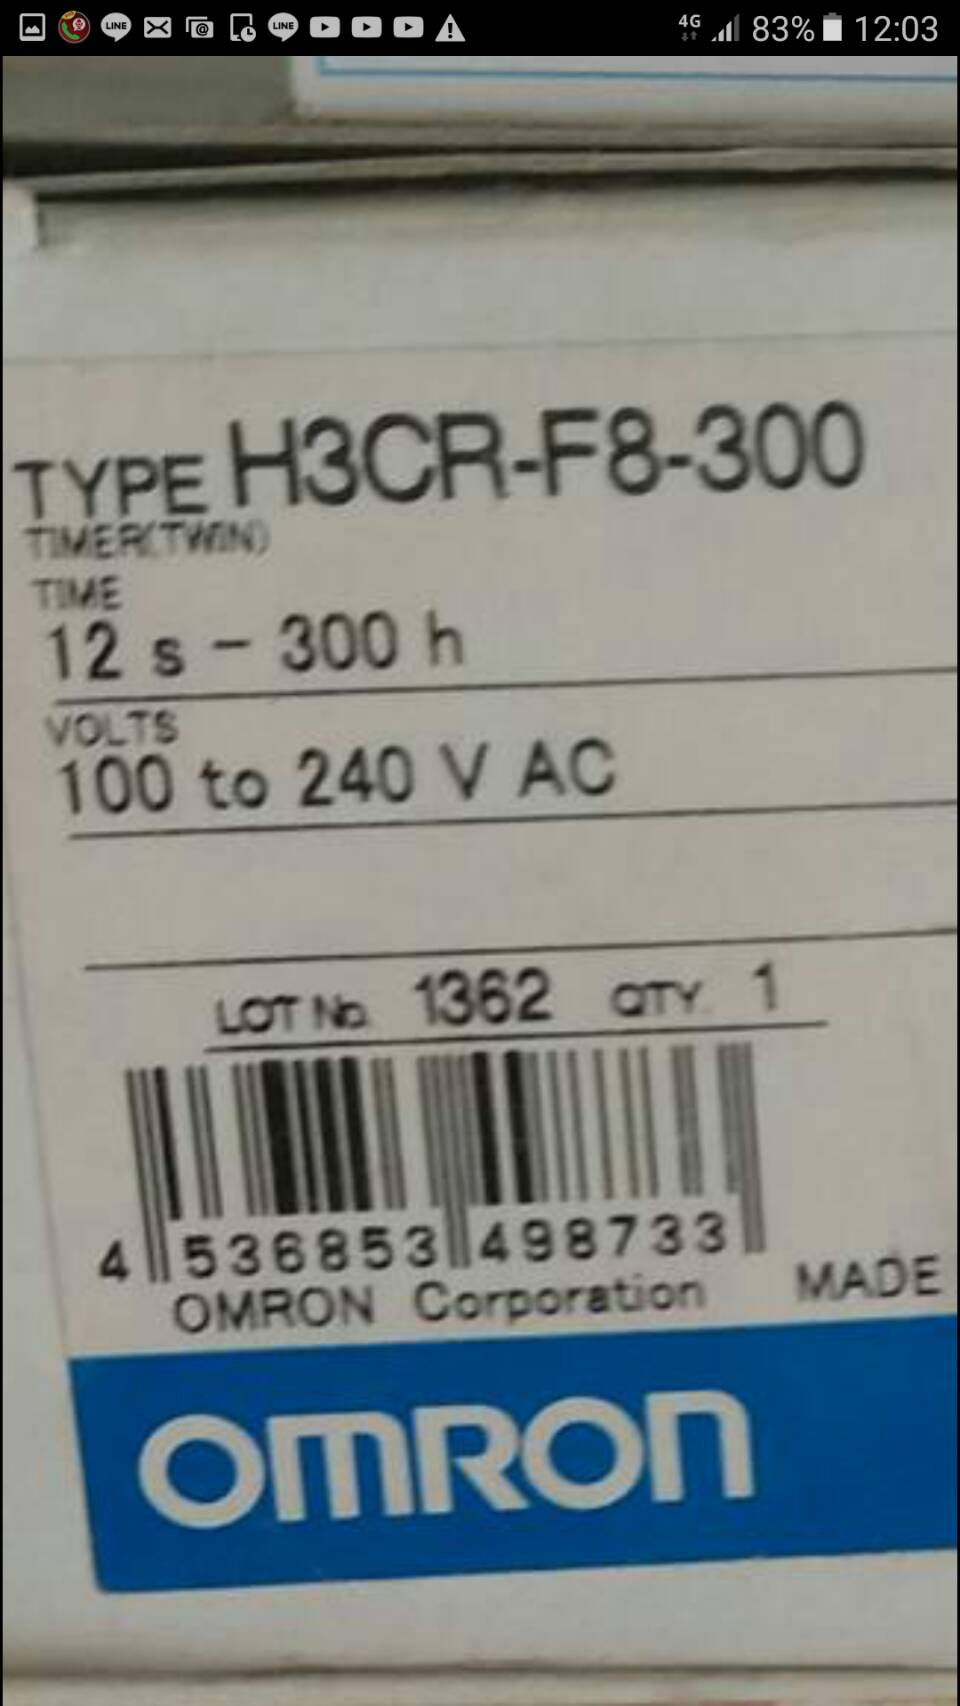 4G 83% 12:03
TYPE H3CR-F8-300
TIMER(TWIN)
TIME
12 s - 300 h
VOLTS
100 to 240 V AC
LOT No. 1362 QTY. 1
4 536853 498733
OMRON Corporation MADE
OMRON